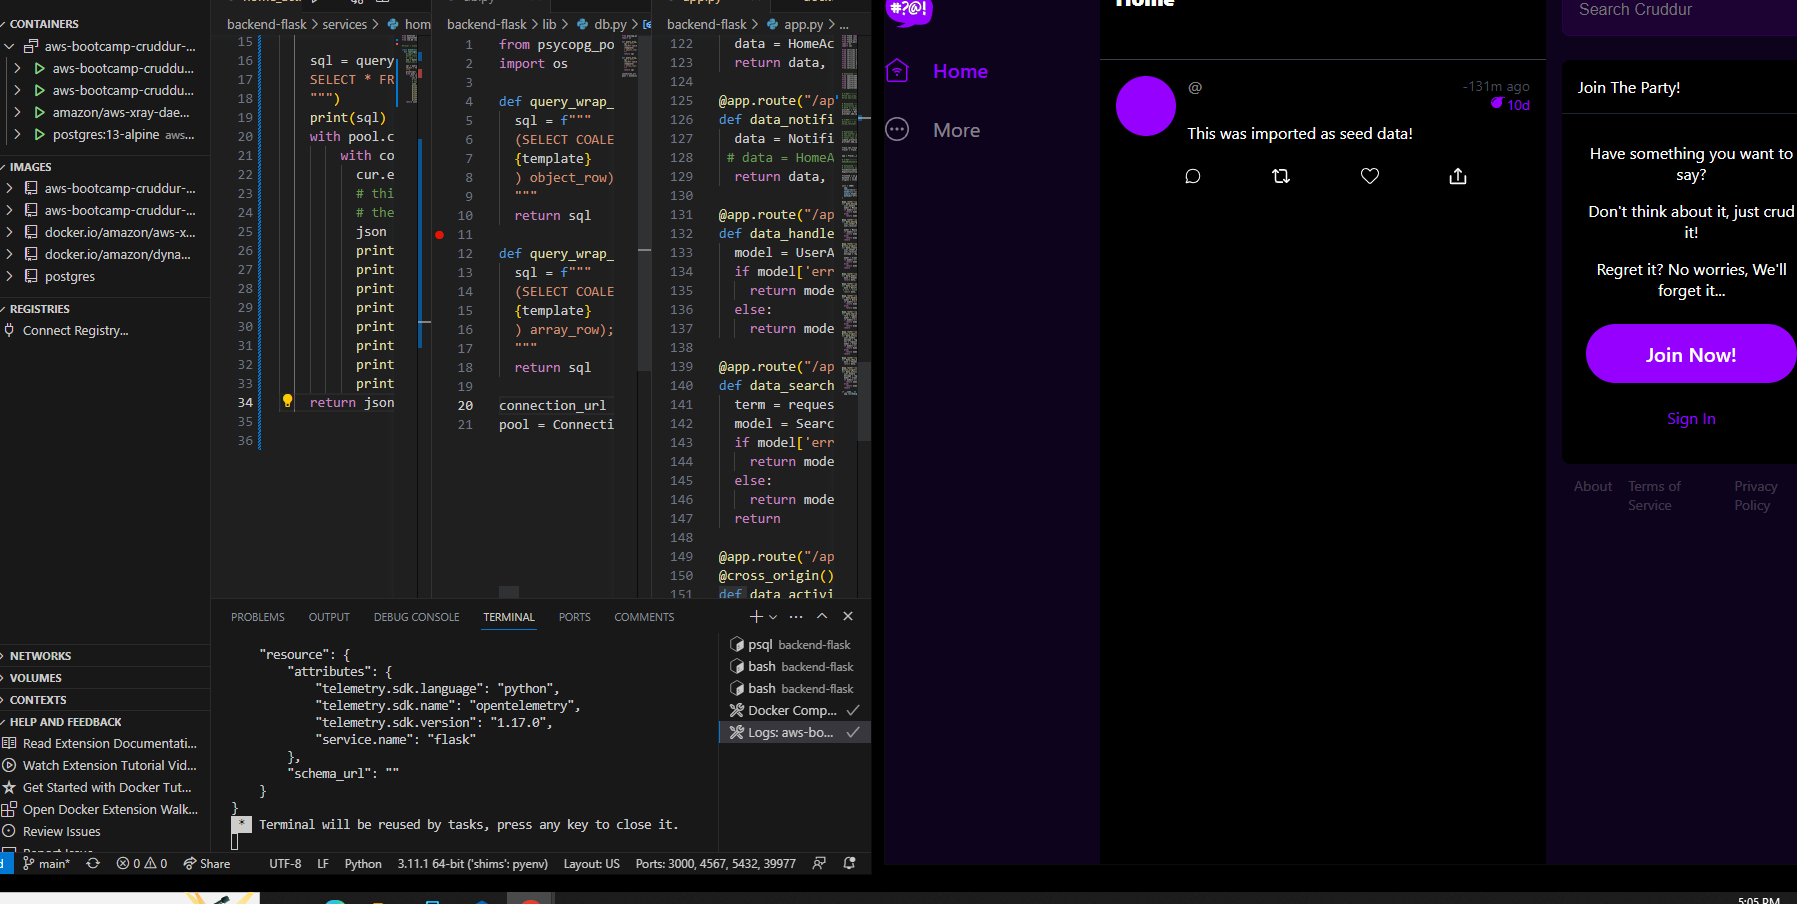 CONTAINERS
aws-bootcamp-cruddur-...
aws-bootcamp-cruddu...
aws-bootcamp-cruddu...
amazon/aws-xray-dae...
postgres:13-alpine aws...
IMAGES
aws-bootcamp-cruddur-...
aws-bootcamp-cruddur-...
docker.io/amazon/aws-x...
docker.io/amazon/dyna...
postgres
REGISTRIES
Connect Registry...
NETWORKS
VOLUMES
CONTEXTS
HELP AND FEEDBACK
Read Extension Documentati...
Watch Extension Tutorial Vid...
Get Started with Docker Tut...
Open Docker Extension Walk...
Review Issues
backend-flask > services > hom
15
16 sql = query
17 SELECT * FR
18 """)
19 print(sql)
20 with pool.c
21 with co
22 cur.e
23 # thi
24 # the
25 json
26 print
27 print
28 print
29 print
30 print
31 print
32 print
33 print
34 return json
35
36
backend-flask > lib > db.py >
1 from psycopg_po
2 import os
3
4 def query_wrap_
5 sql = f"""
6 (SELECT COALE
7 {template}
8 ) object_row)
9 """
10 return sql
11
12 def query_wrap_
13 sql = f"""
14 (SELECT COALE
15 {template}
16 ) array_row);
17 """
18 return sql
19
20 connection_url
21 pool = Connecti
backend-flask > app.py > ...
122 data = HomeAc
123 return data,
124
125 @app.route("/ap
126 def data_notifi
127 data = Notifi
128 # data = HomeA
129 return data,
130
131 @app.route("/ap
132 def data_handle
133 model = UserA
134 if model['err
135 return mode
136 else:
137 return mode
138
139 @app.route("/ap
140 def data_search
141 term = reques
142 model = Searc
143 if model['err
144 return mode
145 else:
146 return mode
147 return
148
149 @app.route("/ap
150 @cross_origin()
151 def data_activi
PROBLEMS OUTPUT DEBUG CONSOLE TERMINAL PORTS COMMENTS
"resource": {
"attributes": {
"telemetry.sdk.language": "python",
"telemetry.sdk.name": "opentelemetry",
"telemetry.sdk.version": "1.17.0",
"service.name": "flask"
},
"schema_url": ""
}
}
* Terminal will be reused by tasks, press any key to close it.
psql backend-flask
bash backend-flask
bash backend-flask
Docker Comp...
Logs: aws-bo...
main* 0 0 Share UTF-8 LF Python 3.11.1 64-bit ('shims': pyenv) Layout: US Ports: 3000, 4567, 5432, 39977
#?@!
Home
More
Home
@
-131m ago
10d
This was imported as seed data!
Search Cruddur
Join The Party!
Have something you want to
say?
Don't think about it, just crud
it!
Regret it? No worries, We'll
forget it...
Join Now!
Sign In
About Terms of Service Privacy Policy
5:05 PM